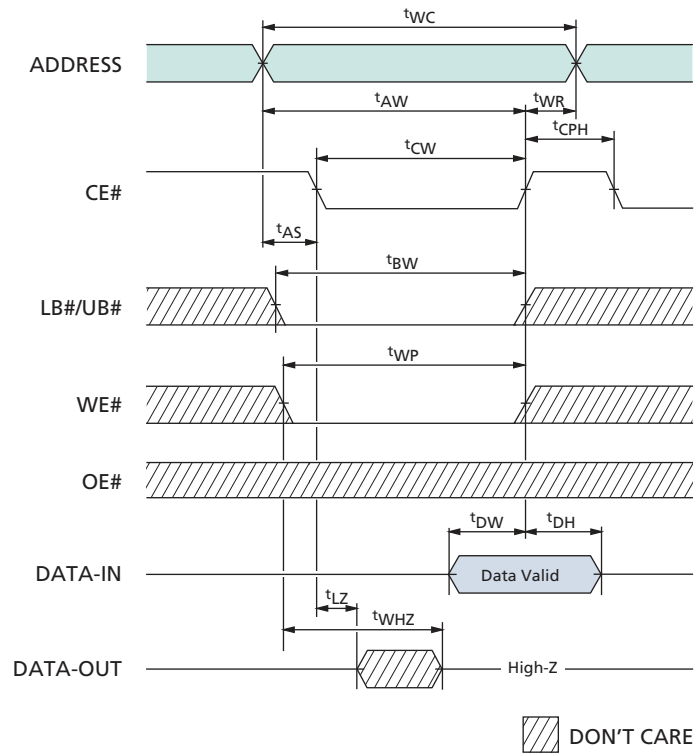 tWC
ADDRESS
tAW
tWR
tCPH
tCW
CE#
tAS
tBW
LB#/UB#
tWP
WE#
OE#
tDW
tDH
DATA-IN
Data Valid
tLZ
tWHZ
DATA-OUT
High-Z
DON'T CARE